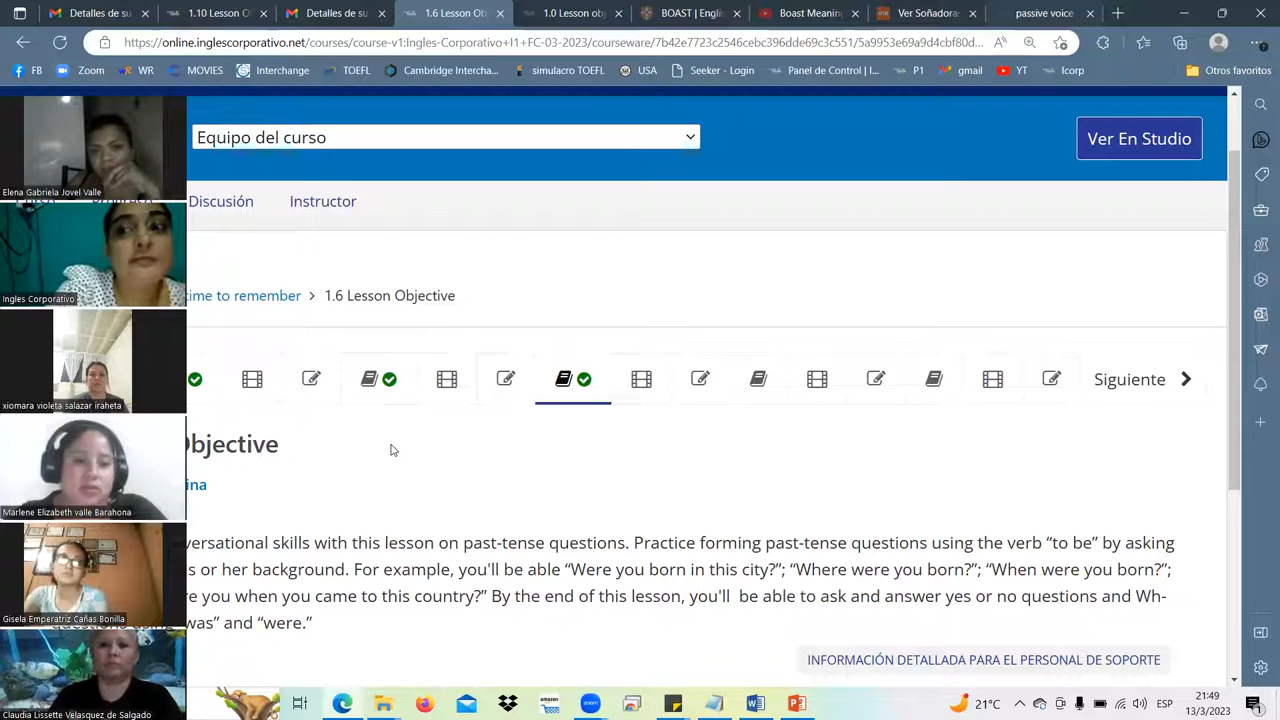 Detalles de su
1.10 Lesson Ob
Detalles de su
1.6 Lesson Ob
1.0 Lesson obj
BOAST | Englis
Boast Meaning
Ver Soñadora
passive voice
https://online.inglescorporativo.net/courses/course-v1:Ingles-Corporativo+I1+FC-03-2023/courseware/7b42e7723c2546cebc396dde69c3c551/5a9953e69a9d4cbf80d...
FB
Zoom
WR
MOVIES
Interchange
TOEFL
Cambridge Intercha...
simulacro TOEFL
USA
Seeker - Login
Panel de Control | I...
P1
gmail
YT
Icorp
Otros favoritos
Equipo del curso
Ver En Studio
Discusión
Instructor
ime to remember > 1.6 Lesson Objective
Siguiente
Objective
ina
versational skills with this lesson on past-tense questions. Practice forming past-tense questions using the verb “to be” by asking
s or her background. For example, you'll be able “Were you born in this city?”; “Where were you born?”; “When were you born?”;
e you when you came to this country?” By the end of this lesson, you'll be able to ask and answer yes or no questions and Wh-
was” and “were.”
INFORMACIÓN DETALLADA PARA EL PERSONAL DE SOPORTE
Elena Gabriela Jovel Valle
Ingles Corporativo
xiomara violeta salazar iraheta
Marlene Elizabeth valle Barahona
Gisela Emperatriz Cañas Bonilla
Claudia Lissette Velasquez de Salgado
21°C
ESP
21:49
13/3/2023